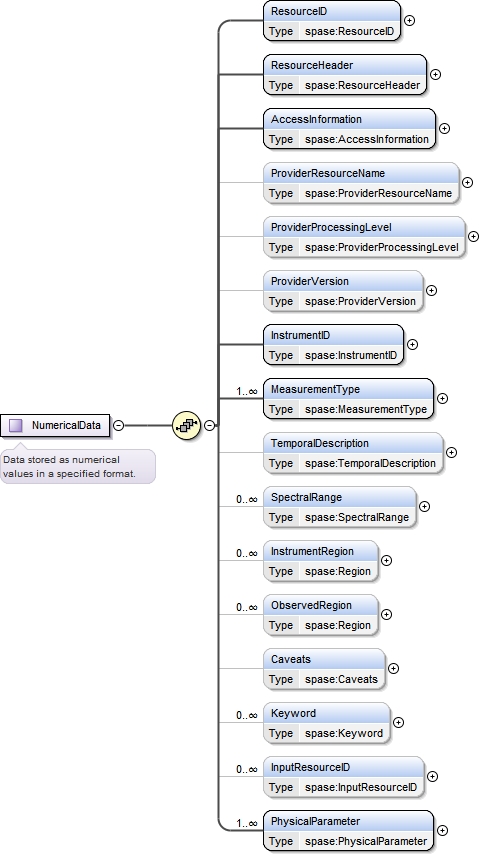 ResourceID
Type spase:ResourceID
ResourceHeader
Type spase:ResourceHeader
AccessInformation
Type spase:AccessInformation
ProviderResourceName
Type spase:ProviderResourceName
ProviderProcessingLevel
Type spase:ProviderProcessingLevel
ProviderVersion
Type spase:ProviderVersion
InstrumentID
Type spase:InstrumentID
1..∞ MeasurementType
Type spase:MeasurementType
NumericalData
Data stored as numerical
values in a specified format.
TemporalDescription
Type spase:TemporalDescription
0..∞ SpectralRange
Type spase:SpectralRange
0..∞ InstrumentRegion
Type spase:Region
0..∞ ObservedRegion
Type spase:Region
Caveats
Type spase:Caveats
0..∞ Keyword
Type spase:Keyword
0..∞ InputResourceID
Type spase:InputResourceID
1..∞ PhysicalParameter
Type spase:PhysicalParameter